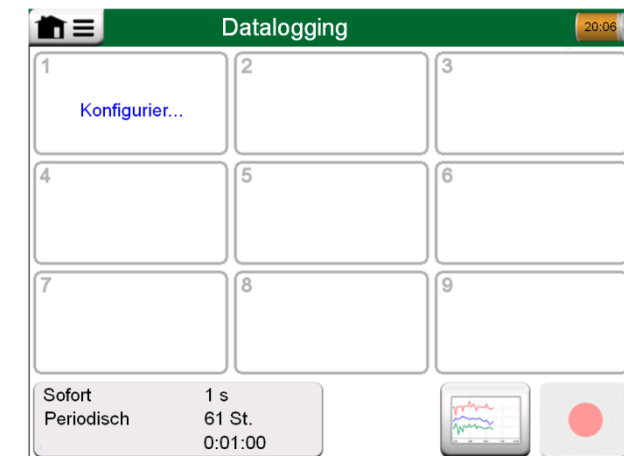 Datalogging
20:06
1
Konfigurier...
2
3
4
5
6
7
8
9
Sofort 1 s
Periodisch 61 St.
0:01:00